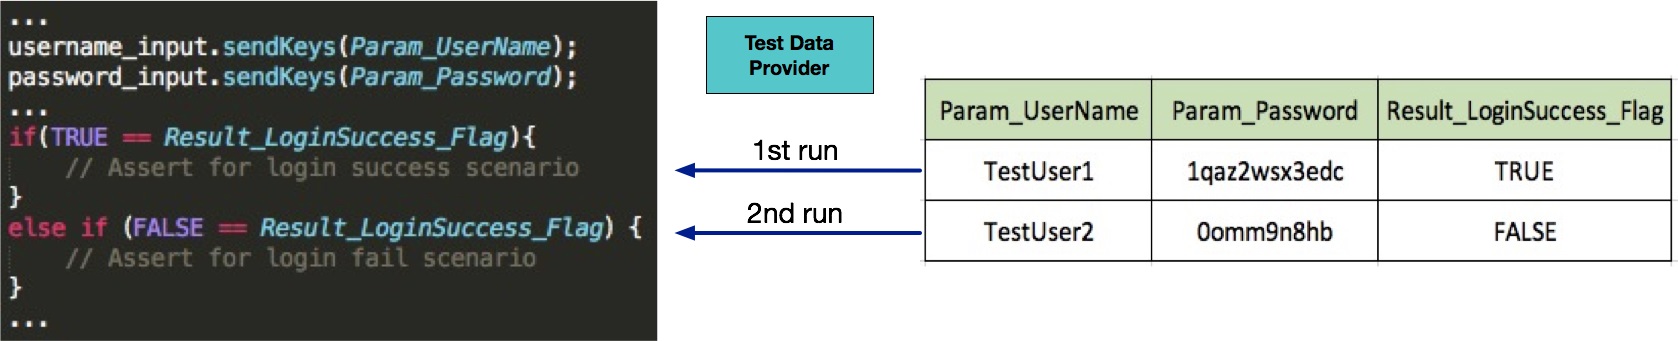 ...
username_input.sendKeys(Param_UserName);
password_input.sendKeys(Param_Password);
...
if(TRUE == Result_LoginSuccess_Flag){
// Assert for login success scenario
}
else if (FALSE == Result_LoginSuccess_Flag) {
// Assert for login fail scenario
}
...
Test Data
Provider
1st run
2nd run
Param_UserName Param_Password Result_LoginSuccess_Flag
TestUser1 1qaz2wsx3edc TRUE
TestUser2 0omm9n8hb FALSE